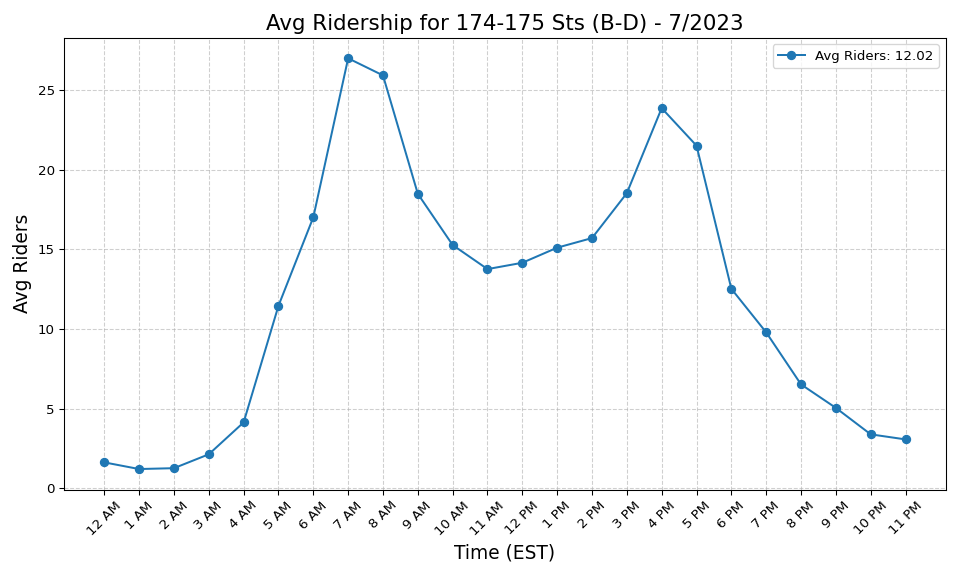 Avg Ridership for 174-175 Sts (B-D) - 7/2023
Avg Riders: 12.02
Avg Riders
25
20
15
10
5
0
12 AM
1 AM
2 AM
3 AM
4 AM
5 AM
6 AM
7 AM
8 AM
9 AM
10 AM
11 AM
12 PM
1 PM
2 PM
3 PM
4 PM
5 PM
6 PM
7 PM
8 PM
9 PM
10 PM
11 PM
Time (EST)